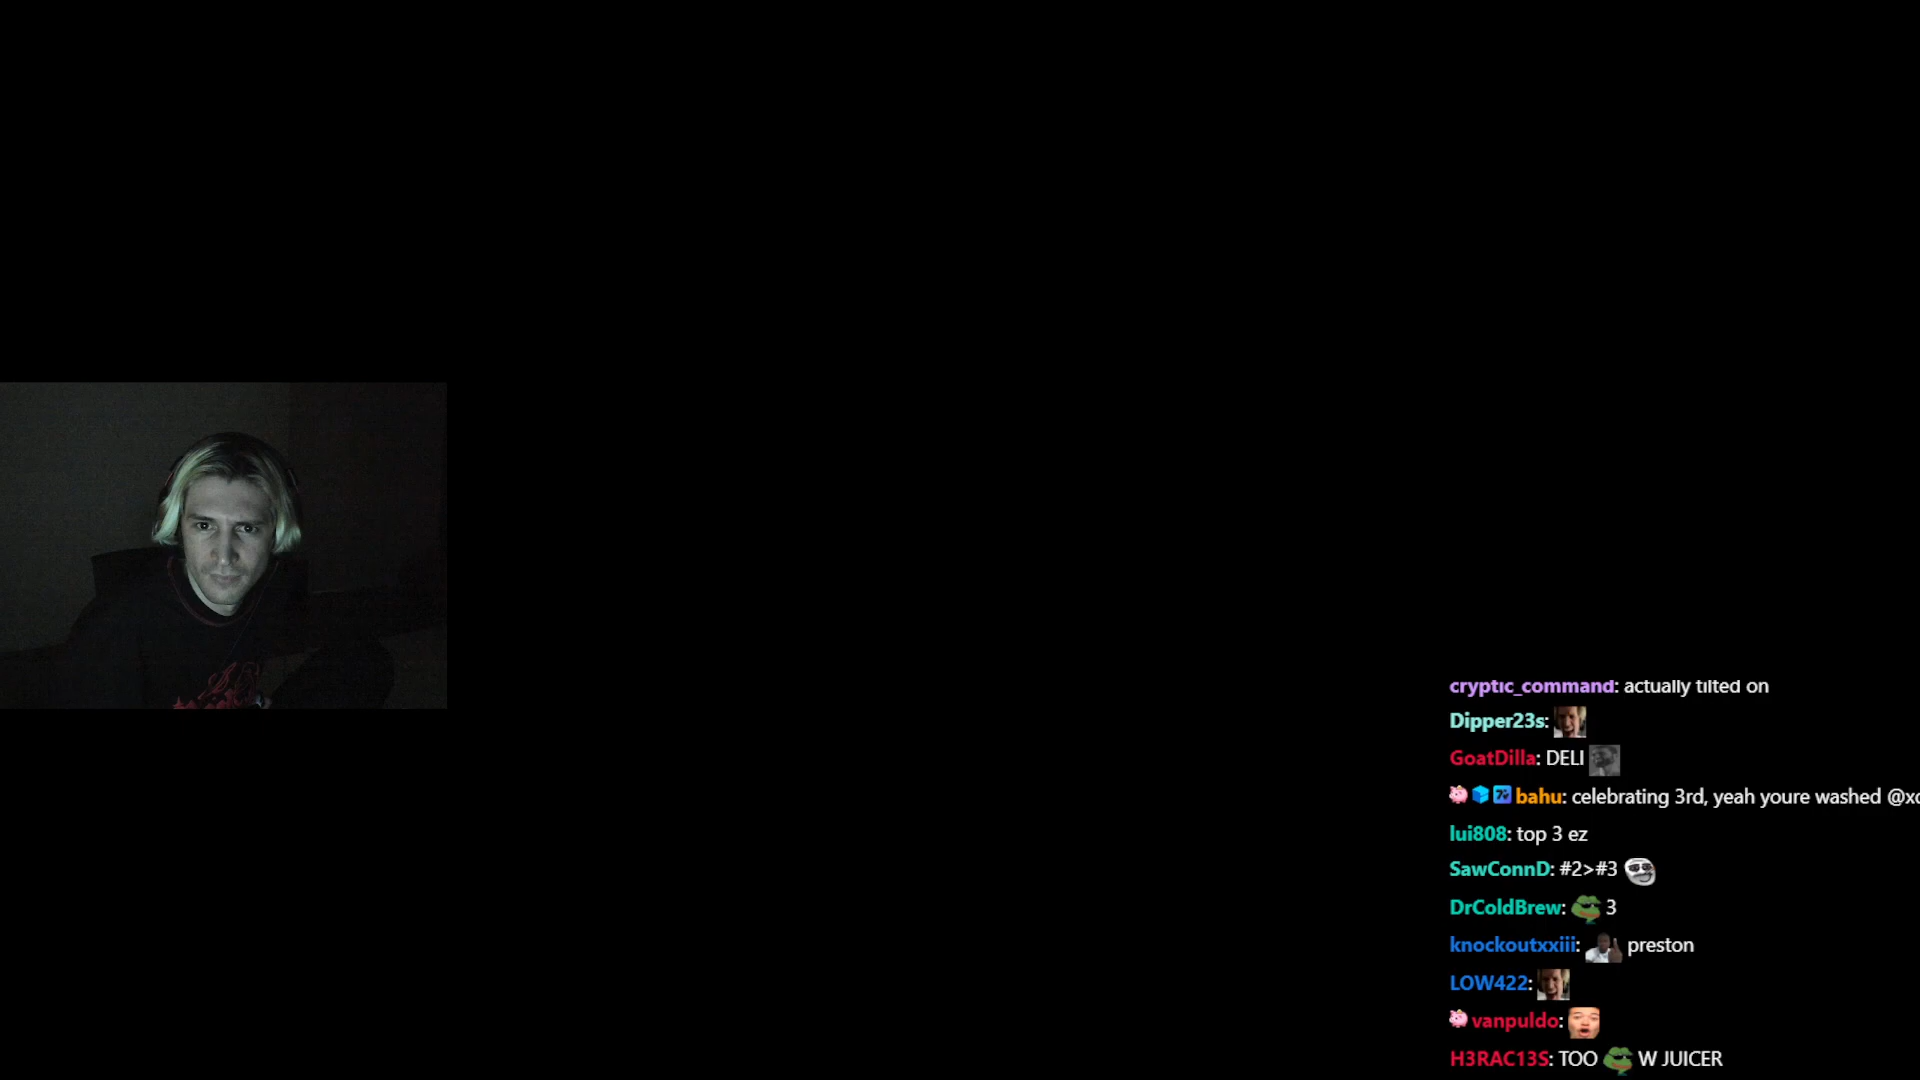 cryptic_command: actually tilted on
Dipper23s:
GoatDilla: DELI
bahu: celebrating 3rd, yeah youre washed @xc
lui808: top 3 ez
SawConnD: #2>#3
DrColdBrew: 3
knockoutxxiii: preston
LOW422:
vanpuldo:
H3RAC13S: TOO W JUICER